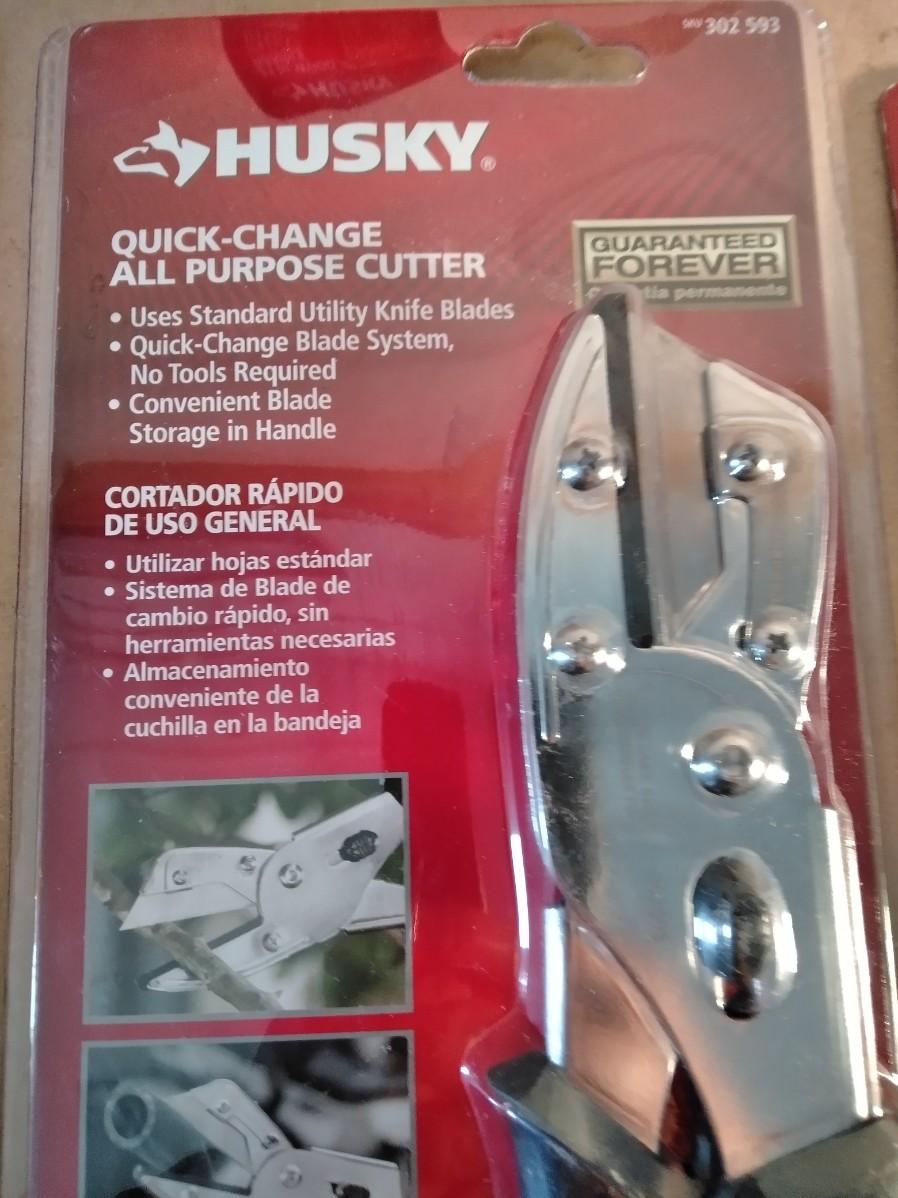 SKU 302 593
HUSKY®
QUICK-CHANGE
ALL PURPOSE CUTTER
GUARANTEED
FOREVER
permanente
• Uses Standard Utility Knife Blades
• Quick-Change Blade System,
No Tools Required
• Convenient Blade
Storage in Handle
CORTADOR RÁPIDO
DE USO GENERAL
• Utilizar hojas estándar
• Sistema de Blade de
cambio rápido, sin
herramientas necesarias
• Almacenamiento
conveniente de la
cuchilla en la bandeja